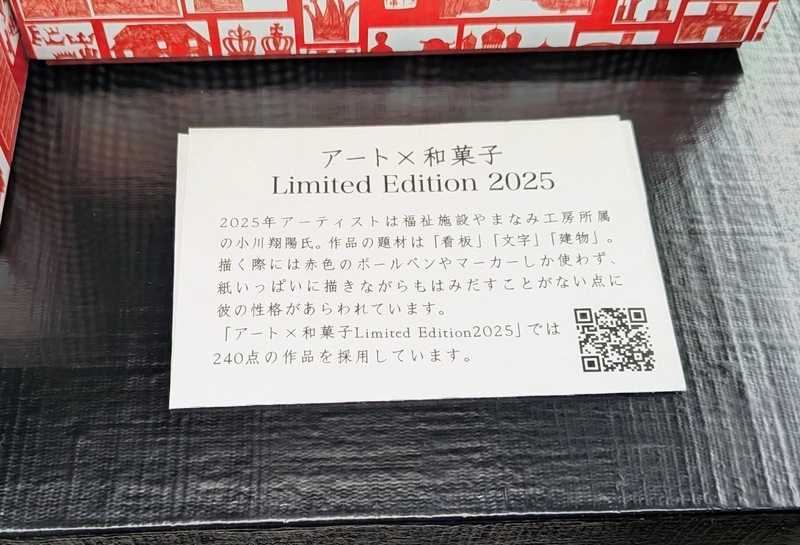 アート×和菓子
Limited Edition 2025
2025年アーティストは福祉施設やまなみ工房所属
の小川翔陽氏。作品の題材は「看板」「文字」「建物」。
描く際には赤色のボールペンやマーカーしか使わず、
紙いっぱいに描きながらもはみだすことがない点に
彼の性格があらわれています。
「アート×和菓子Limited Edition2025」では
240点の作品を採用しています。